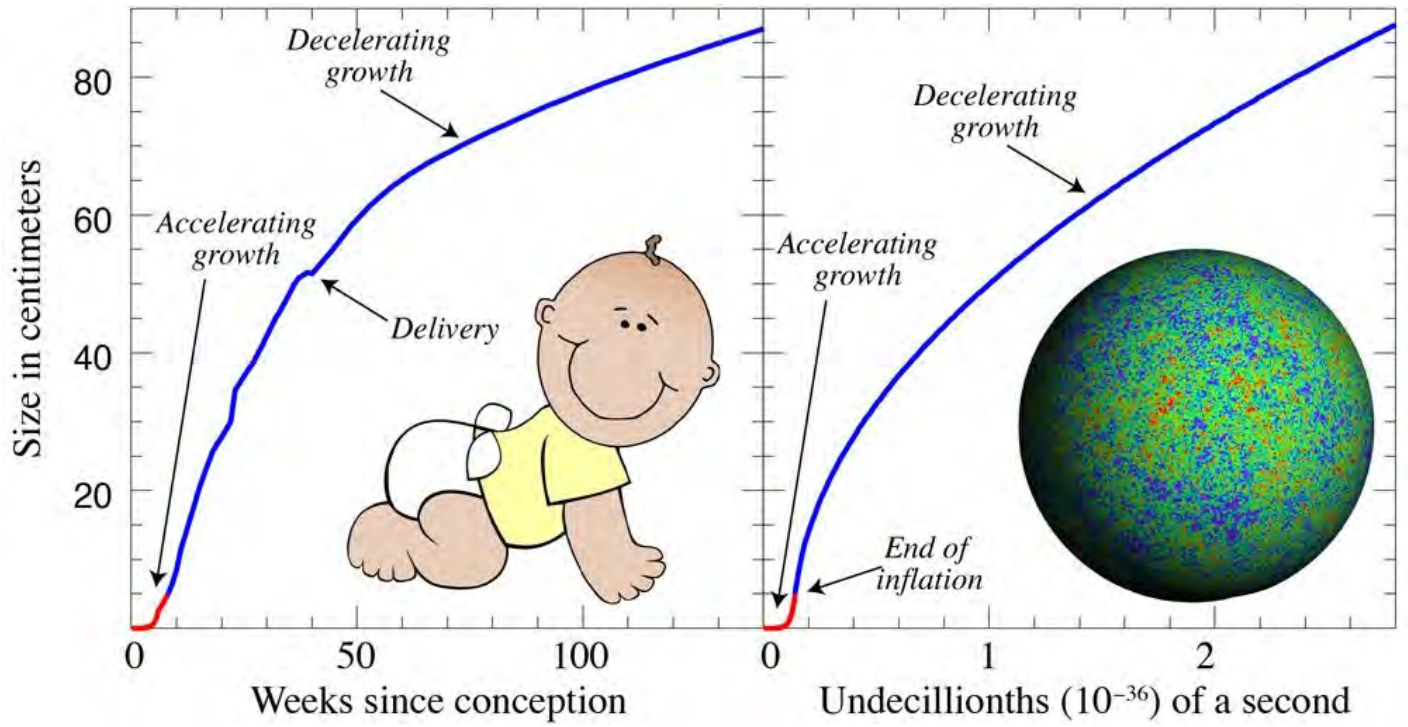 Size in centimeters
80
60
40
20
Decelerating
growth
Accelerating
growth
Delivery
0
50
100
Weeks since conception
Decelerating
growth
Accelerating
growth
End of
inflation
0
1
2
Undecillionths (10⁻³⁶) of a second